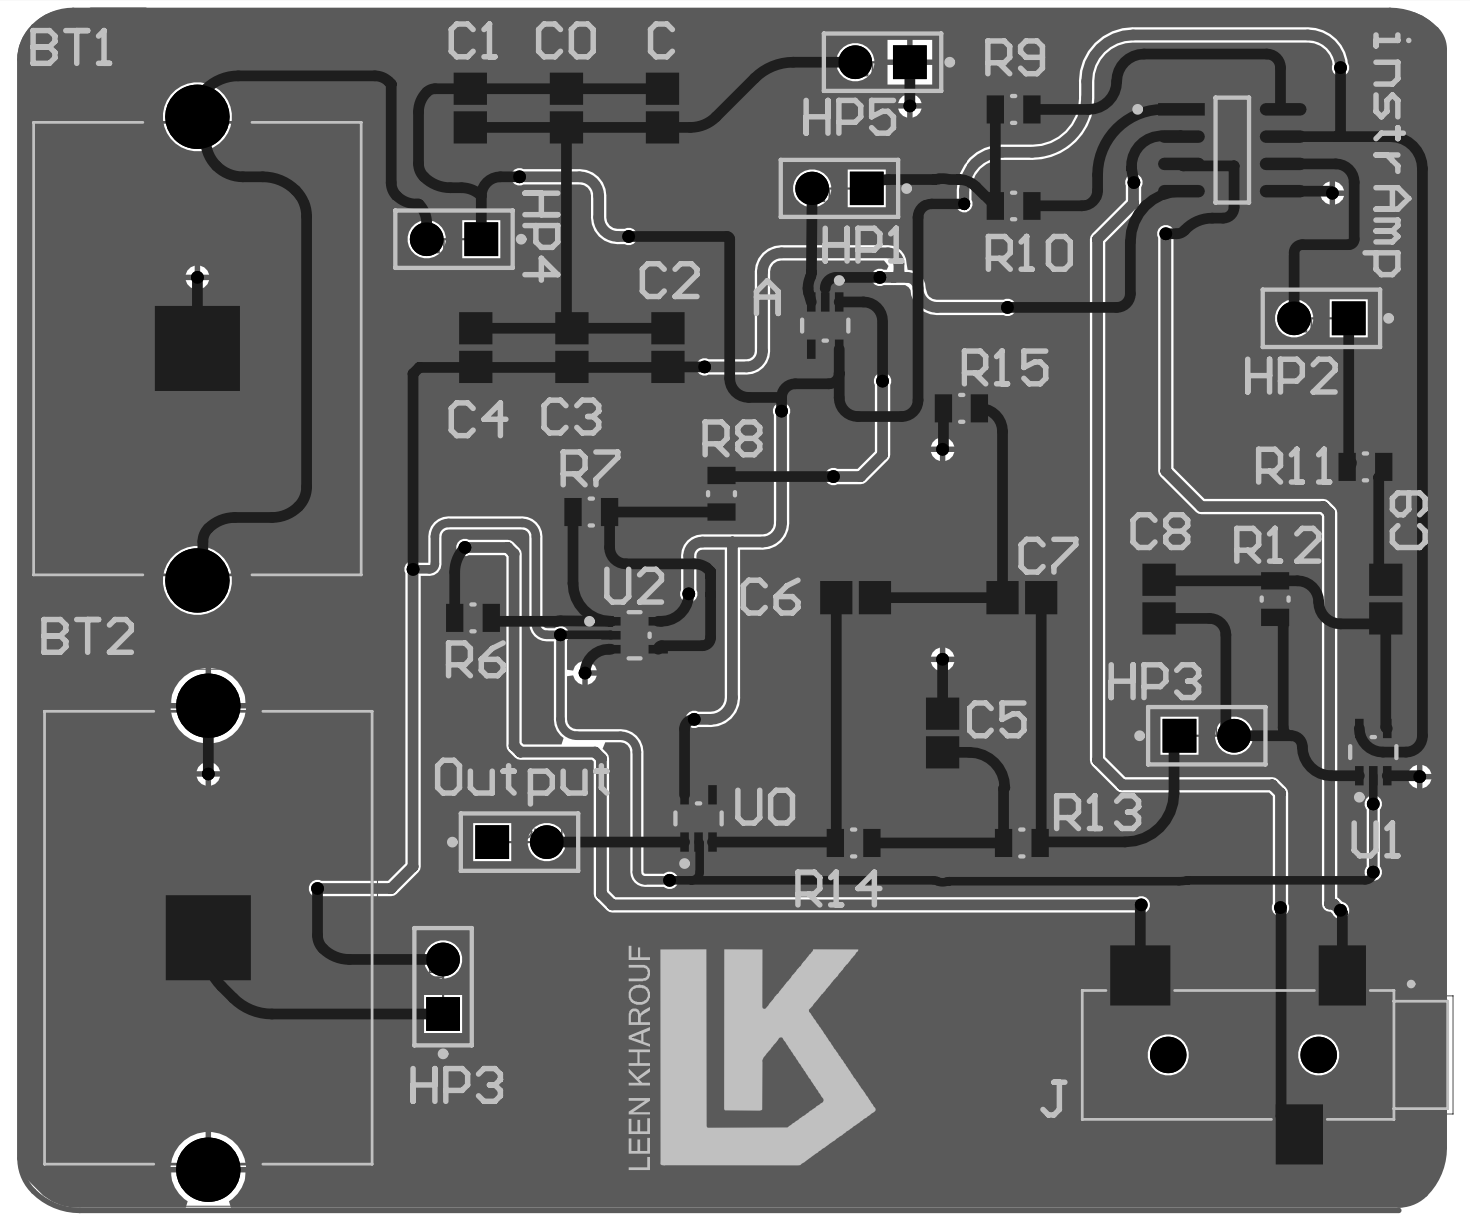 BT1
C1
C0
C
HP5
R9
instrAmp
HP4
HP1
R10
C2
A
HP2
R15
C4
C3
R8
R7
R11
C9
C8
R12
C7
U2
C6
BT2
R6
HP3
C5
Output
U0
R13
U1
R14
LEEN KHAROUF
LK
HP3
J